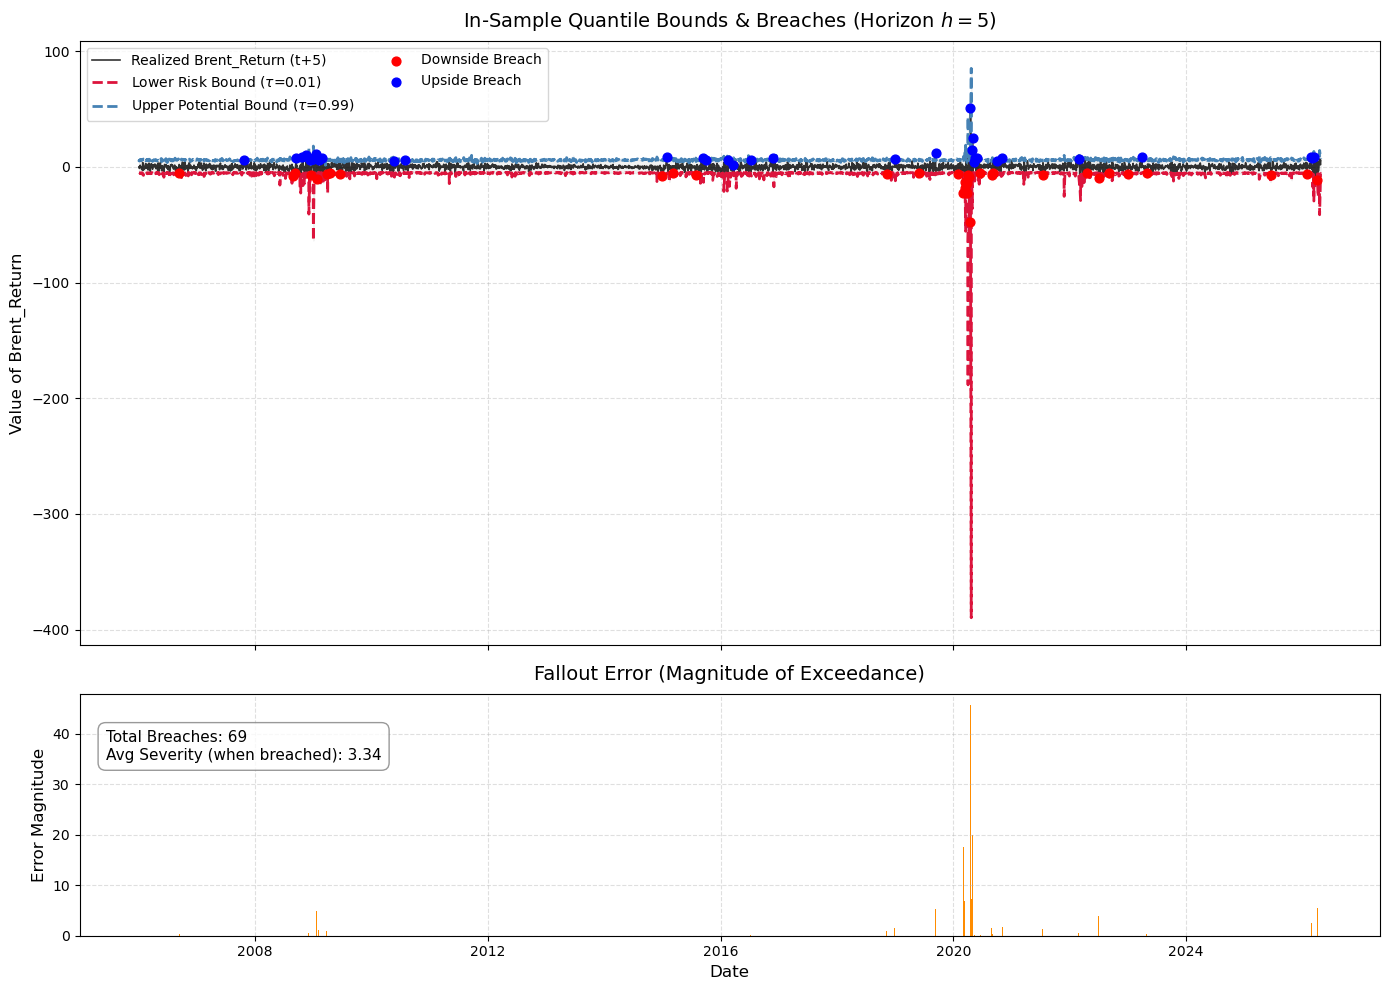 In-Sample Quantile Bounds & Breaches (Horizon h = 5)
Realized Brent_Return (t+5)
Lower Risk Bound (τ=0.01)
Upper Potential Bound (τ=0.99)
Downside Breach
Upside Breach
Value of Brent_Return
100
0
−100
−200
−300
−400
Fallout Error (Magnitude of Exceedance)
Total Breaches: 69
Avg Severity (when breached): 3.34
Error Magnitude
40
30
20
10
0
2008
2012
2016
2020
2024
Date